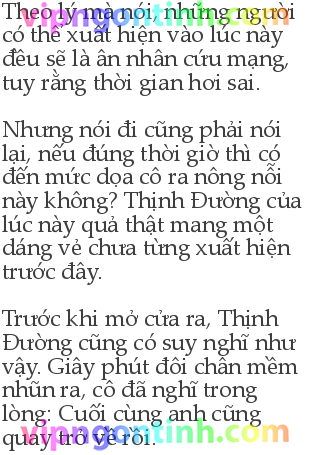 Theo lý mà nói, những người
vipngontinh.com
có thể xuất hiện vào lúc này
đều sẽ là ân nhân cứu mạng,
tuy rằng thời gian hơi sai.
Nhưng nói đi cũng phải nói
lại, nếu đúng thời giờ thì có
đến mức dọa cô ra nông nỗi
này không? Thịnh Đường của
lúc này quả thật mang một
dáng vẻ chưa từng xuất hiện
trước đây.
Trước khi mở cửa ra, Thịnh
Đường cũng có suy nghĩ như
vậy. Giây phút đôi chân mềm
nhũn ra, cô đã nghĩ trong
lòng: Cuối cùng anh cũng
quay trở về rồi.
vipngontinh.com